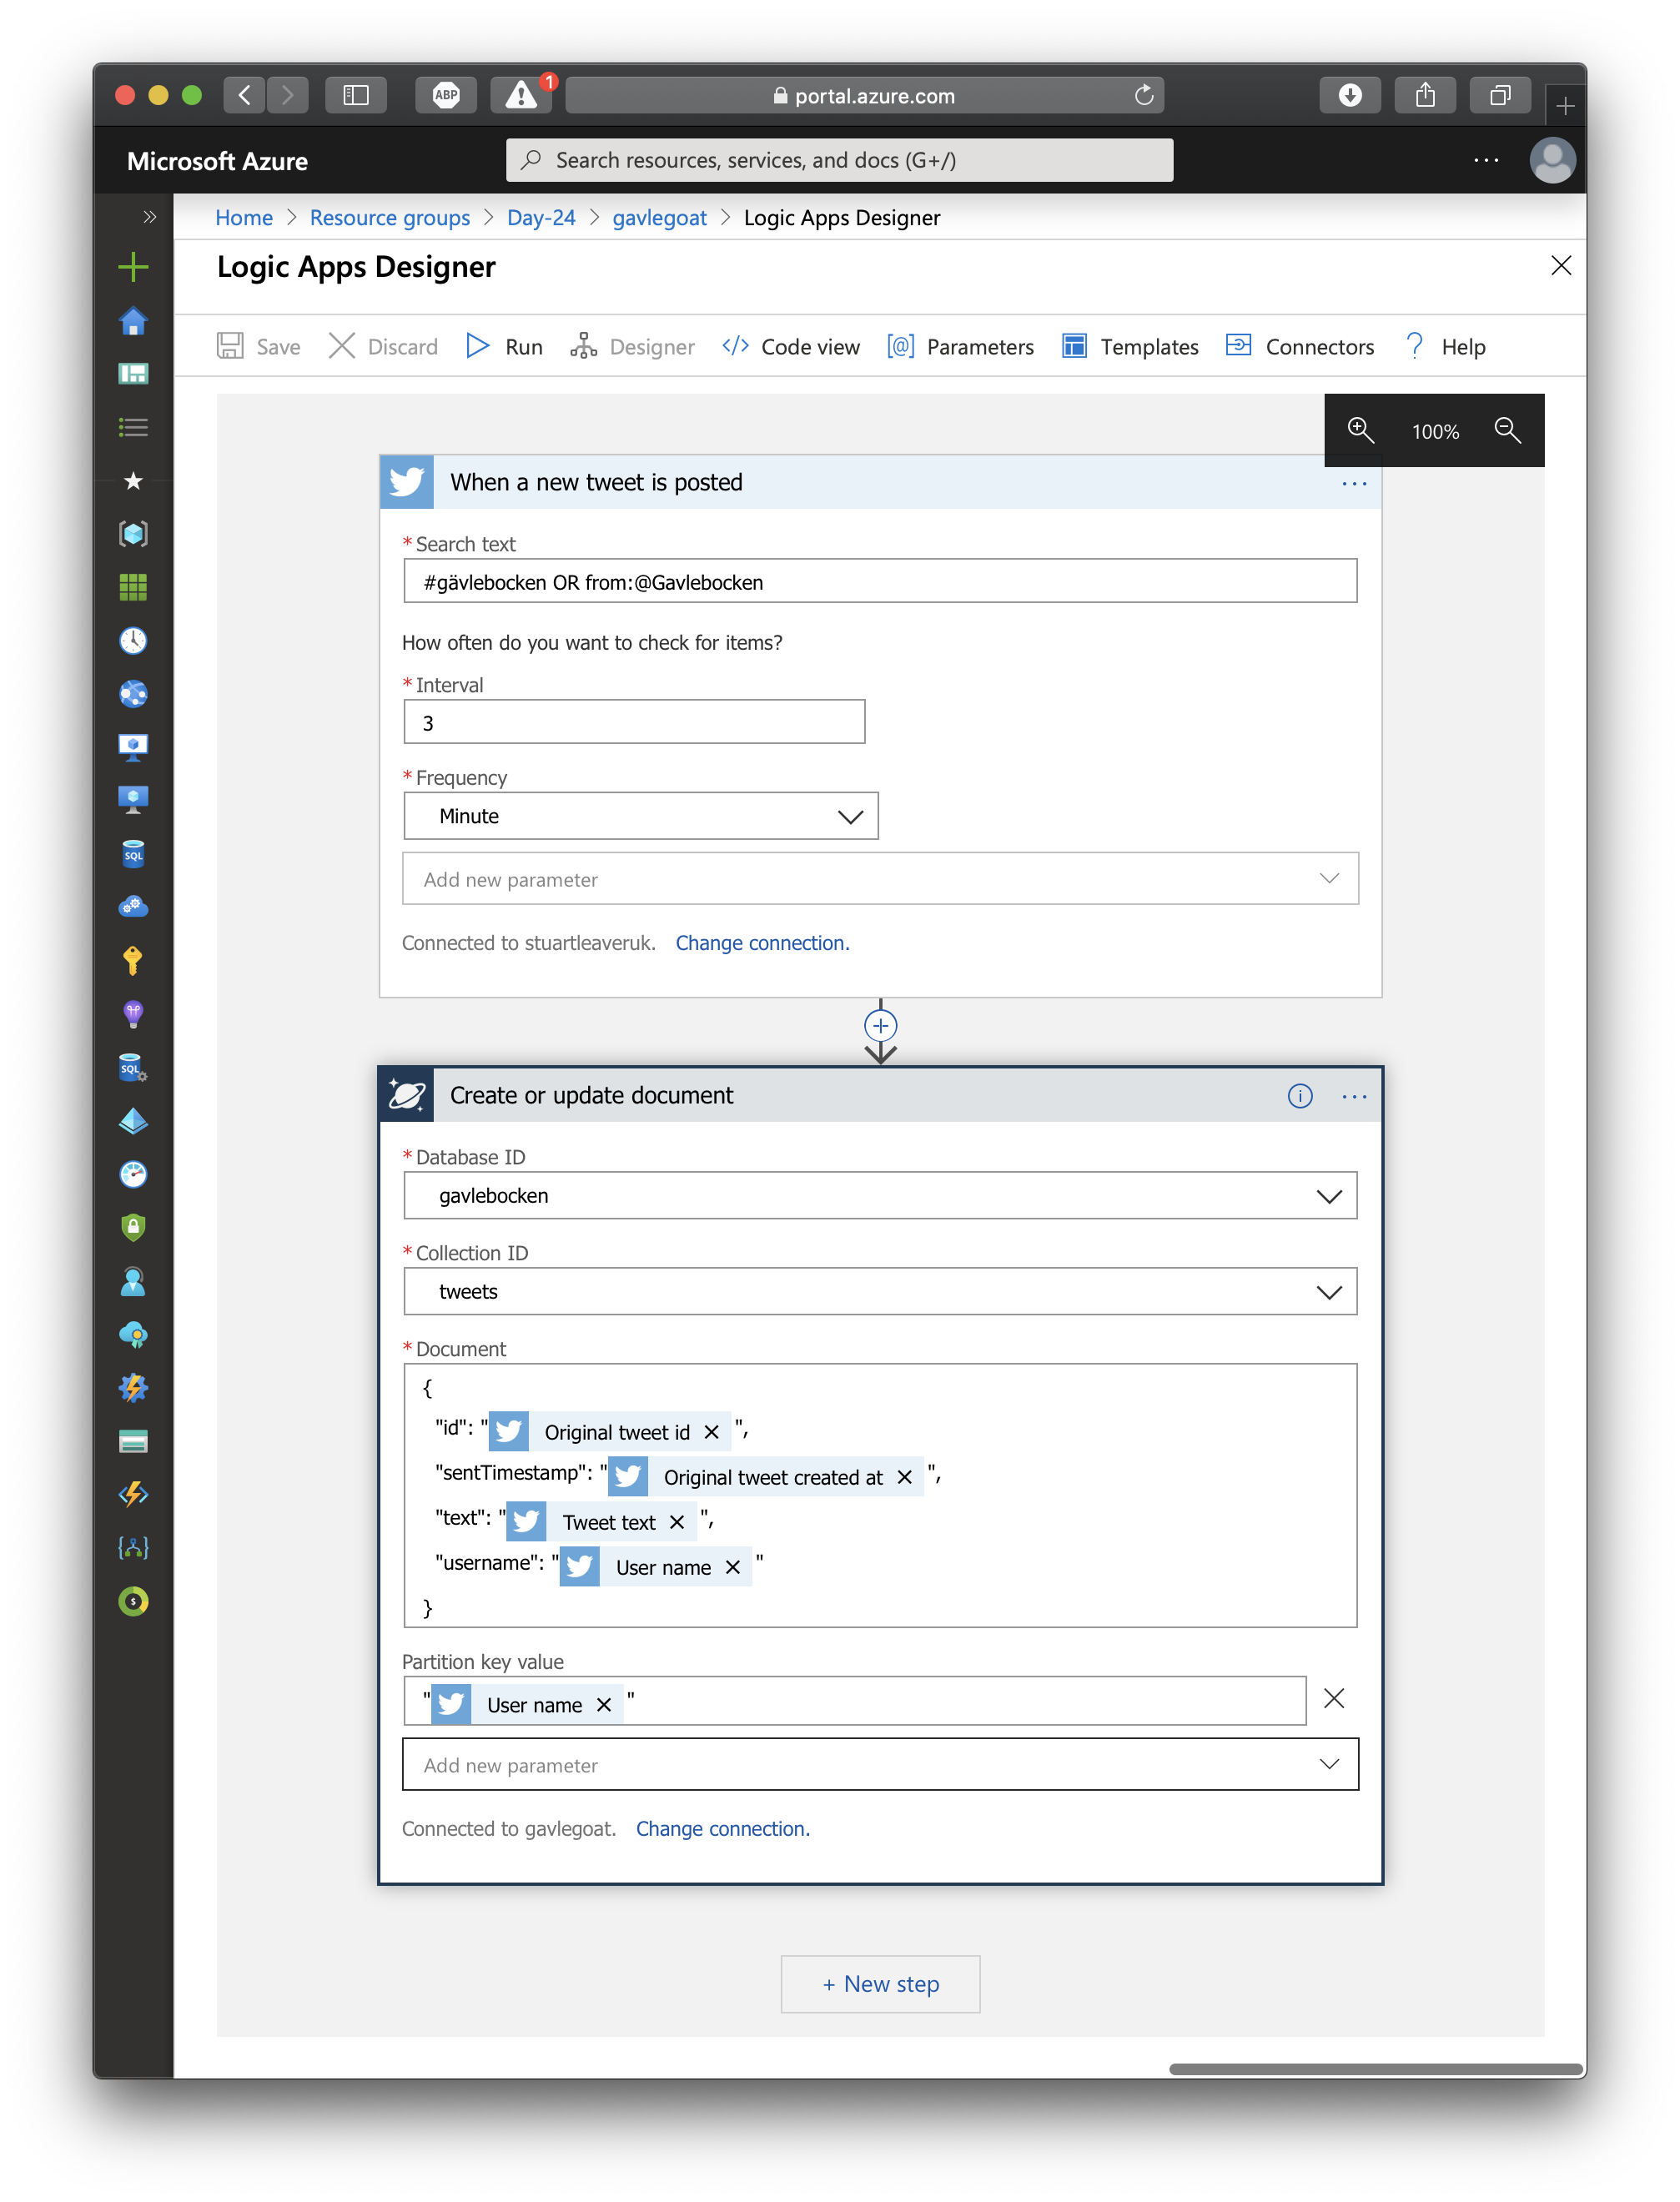 ABP
1
portal.azure.com
Microsoft Azure
Search resources, services, and docs (G+/)
...
Home > Resource groups > Day-24 > gavlegoat > Logic Apps Designer
Logic Apps Designer
Save Discard Run Designer </> Code view [@] Parameters Templates Connectors ? Help
100%
When a new tweet is posted
...
* Search text
#gävlebocken OR from:@Gavlebocken
How often do you want to check for items?
* Interval
3
* Frequency
Minute
Add new parameter
Connected to stuartleaveruk. Change connection.
Create or update document
i ...
* Database ID
gavlebocken
* Collection ID
tweets
* Document
{
"id": " Original tweet id × ",
"sentTimestamp": " Original tweet created at × ",
"text": " Tweet text × ",
"username": " User name × "
}
Partition key value
" User name × "
Add new parameter
Connected to gavlegoat. Change connection.
+ New step
SQL
SQL
$